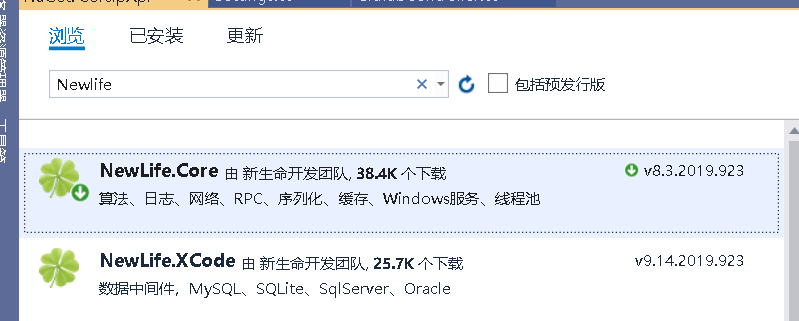 浏览 已安装 更新
Newlife 包括预发行版
NewLife.Core 由 新生命开发团队, 38.4K 个下载 v8.3.2019.923
算法、日志、网络、RPC、序列化、缓存、Windows服务、线程池
NewLife.XCode 由 新生命开发团队, 25.7K 个下载 v9.14.2019.923
数据中间件，MySQL、SQLite、SqlServer、Oracle